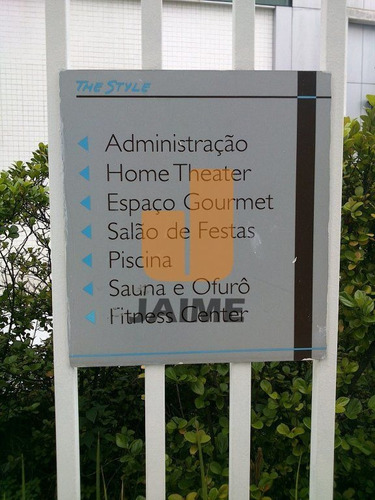 THE STYLE
Administração
Home Theater
Espaço Gourmet
Salão de Festas
Piscina
Sauna e Ofurô
JAIME
Fitness Center